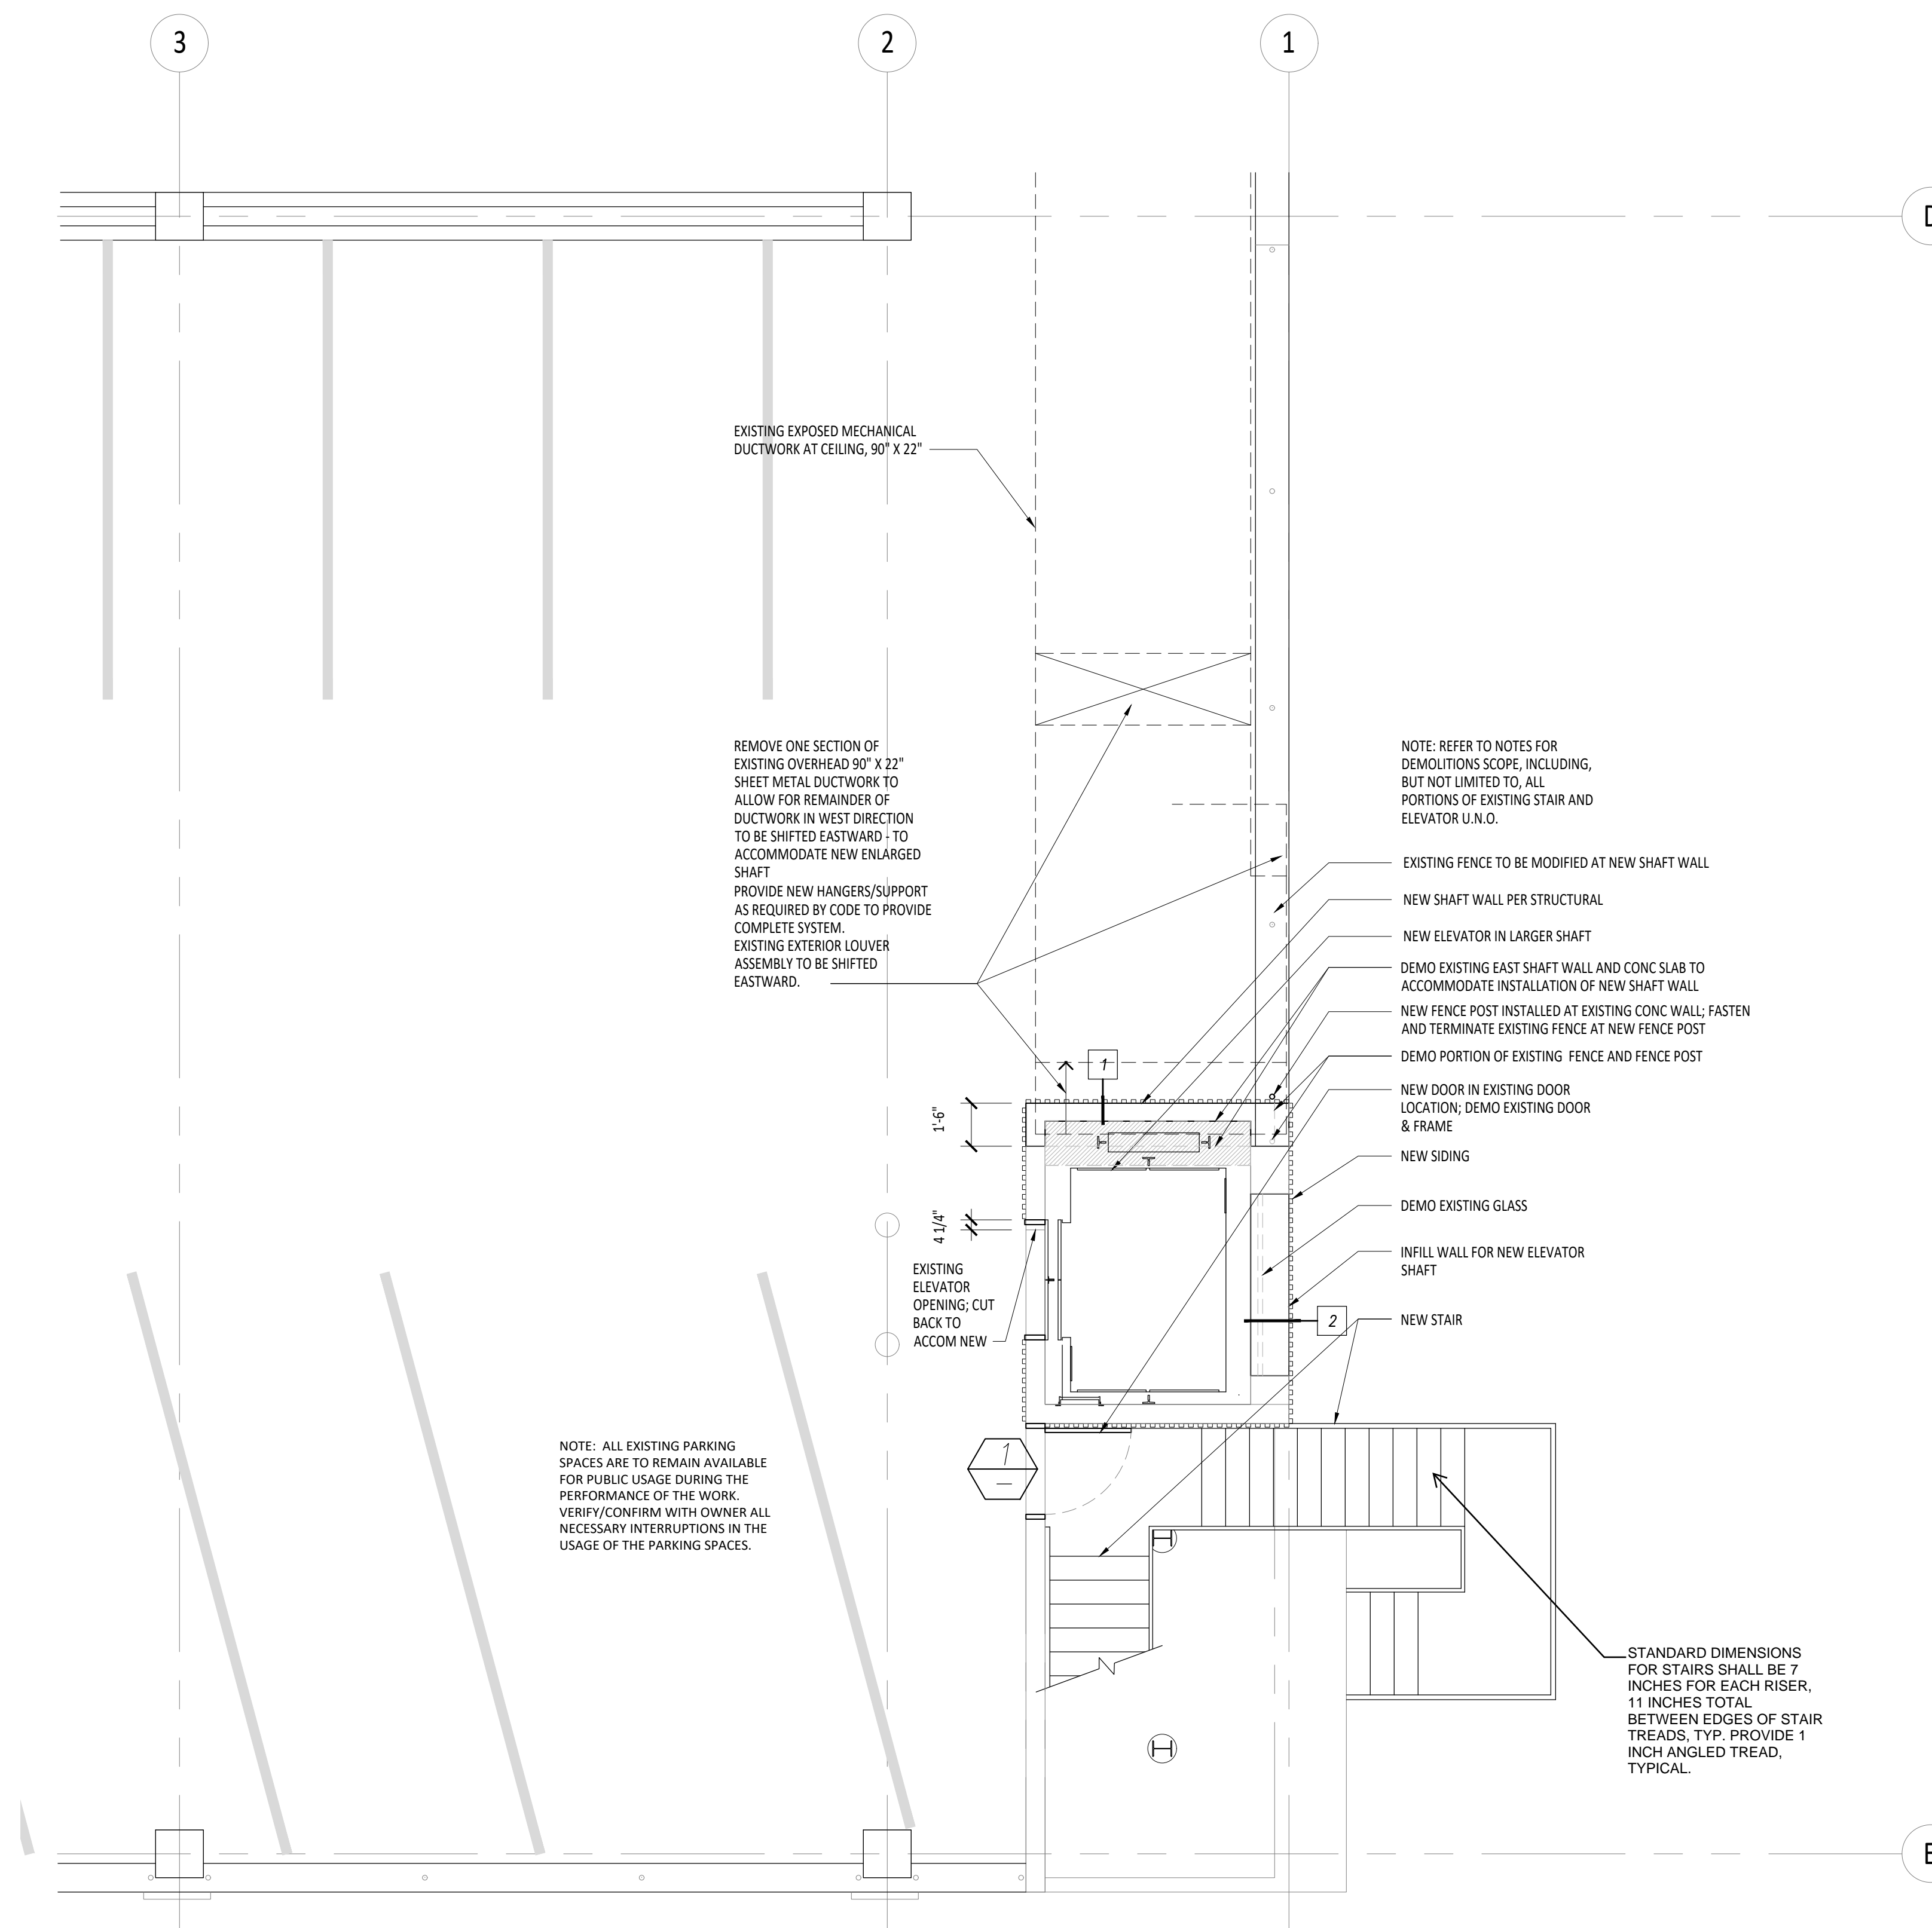 3
2
1
EXISTING EXPOSED MECHANICAL
DUCTWORK AT CEILING, 90" X 22"
REMOVE ONE SECTION OF
EXISTING OVERHEAD 90" X 22"
SHEET METAL DUCTWORK TO
ALLOW FOR REMAINDER OF
DUCTWORK IN WEST DIRECTION
TO BE SHIFTED EASTWARD - TO
ACCOMMODATE NEW ENLARGED
SHAFT
PROVIDE NEW HANGERS/SUPPORT
AS REQUIRED BY CODE TO PROVIDE
COMPLETE SYSTEM.
EXISTING EXTERIOR LOUVER
ASSEMBLY TO BE SHIFTED
EASTWARD.
NOTE: REFER TO NOTES FOR
DEMOLITIONS SCOPE, INCLUDING,
BUT NOT LIMITED TO, ALL
PORTIONS OF EXISTING STAIR AND
ELEVATOR U.N.O.
EXISTING FENCE TO BE MODIFIED AT NEW SHAFT WALL
NEW SHAFT WALL PER STRUCTURAL
NEW ELEVATOR IN LARGER SHAFT
DEMO EXISTING EAST SHAFT WALL AND CONC SLAB TO
ACCOMMODATE INSTALLATION OF NEW SHAFT WALL
NEW FENCE POST INSTALLED AT EXISTING CONC WALL; FASTEN
AND TERMINATE EXISTING FENCE AT NEW FENCE POST
DEMO PORTION OF EXISTING FENCE AND FENCE POST
NEW DOOR IN EXISTING DOOR
LOCATION; DEMO EXISTING DOOR
& FRAME
NEW SIDING
DEMO EXISTING GLASS
INFILL WALL FOR NEW ELEVATOR
SHAFT
NEW STAIR
1
1'-6"
4 1/4"
EXISTING
ELEVATOR
OPENING; CUT
BACK TO
ACCOM NEW
2
1
—
NOTE: ALL EXISTING PARKING
SPACES ARE TO REMAIN AVAILABLE
FOR PUBLIC USAGE DURING THE
PERFORMANCE OF THE WORK.
VERIFY/CONFIRM WITH OWNER ALL
NECESSARY INTERRUPTIONS IN THE
USAGE OF THE PARKING SPACES.
STANDARD DIMENSIONS
FOR STAIRS SHALL BE 7
INCHES FOR EACH RISER,
11 INCHES TOTAL
BETWEEN EDGES OF STAIR
TREADS, TYP. PROVIDE 1
INCH ANGLED TREAD,
TYPICAL.